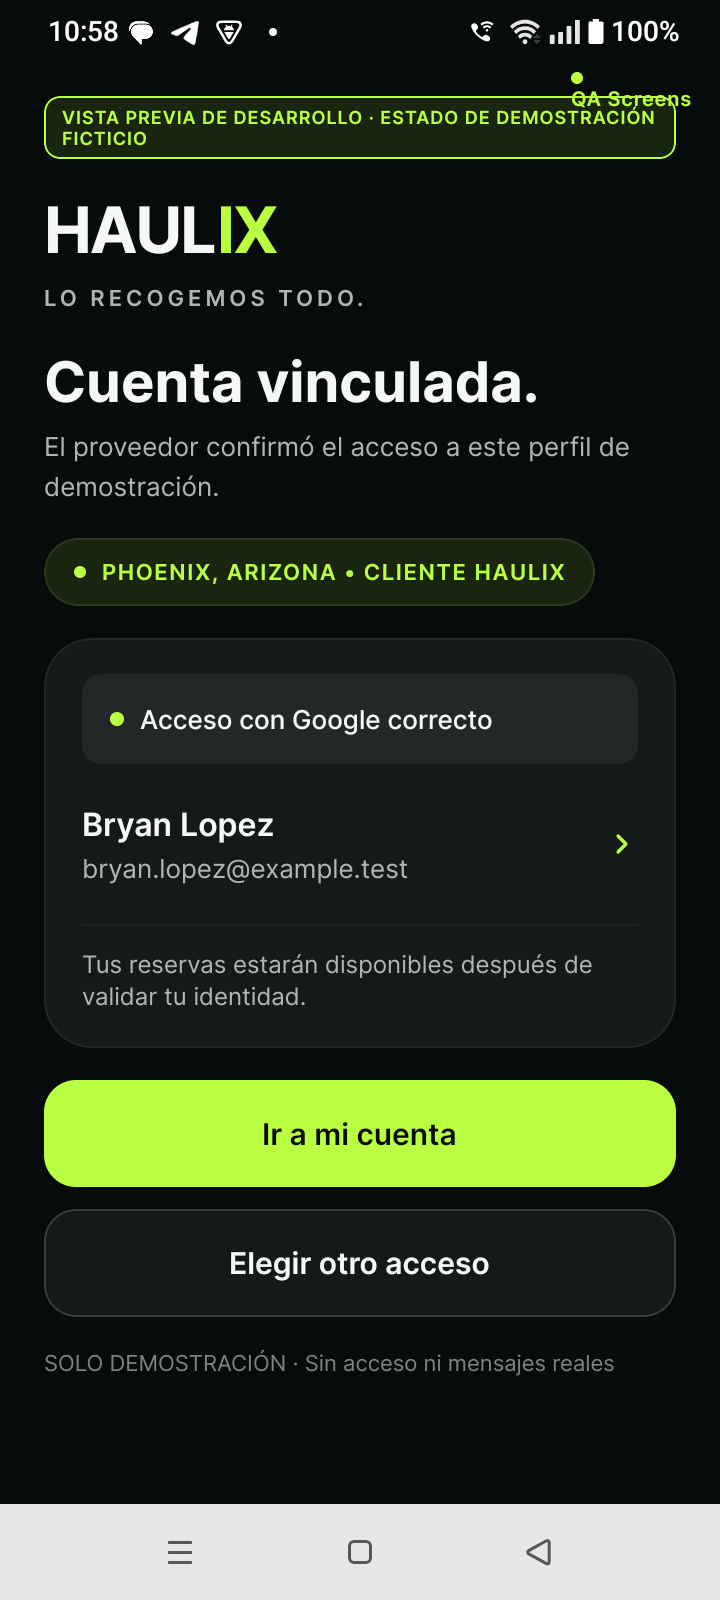 10:58
100%
QA Screens
VISTA PREVIA DE DESARROLLO · ESTADO DE DEMOSTRACIÓN
FICTICIO
HAULIX
LO RECOGEMOS TODO.
Cuenta vinculada.
El proveedor confirmó el acceso a este perfil de
demostración.
PHOENIX, ARIZONA • CLIENTE HAULIX
Acceso con Google correcto
Bryan Lopez
bryan.lopez@example.test
Tus reservas estarán disponibles después de
validar tu identidad.
Ir a mi cuenta
Elegir otro acceso
SOLO DEMOSTRACIÓN · Sin acceso ni mensajes reales